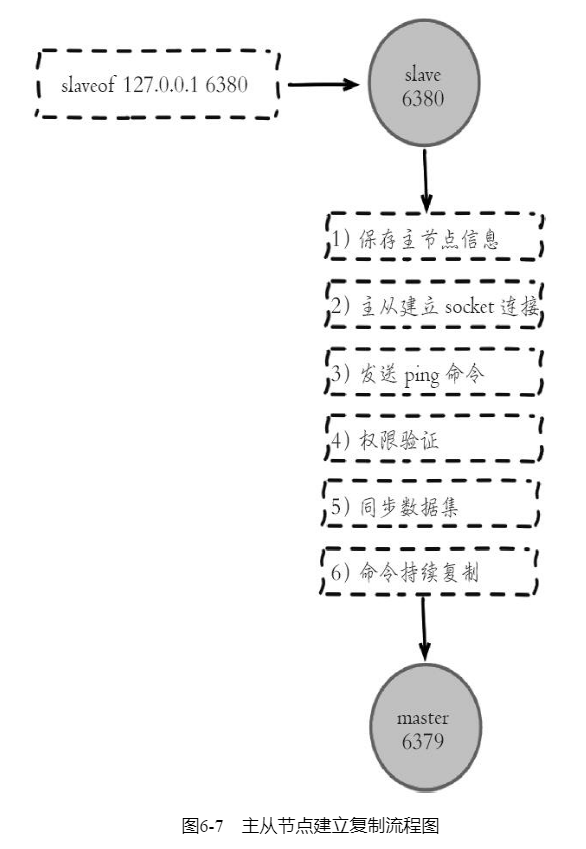 slaveof 127.0.0.1 6380
slave
6380
1）保存主节点信息
2）主从建立 socket 连接
3）发送 ping 命令
4）权限验证
5）同步数据集
6）命令持续复制
master
6379
图6-7 主从节点建立复制流程图